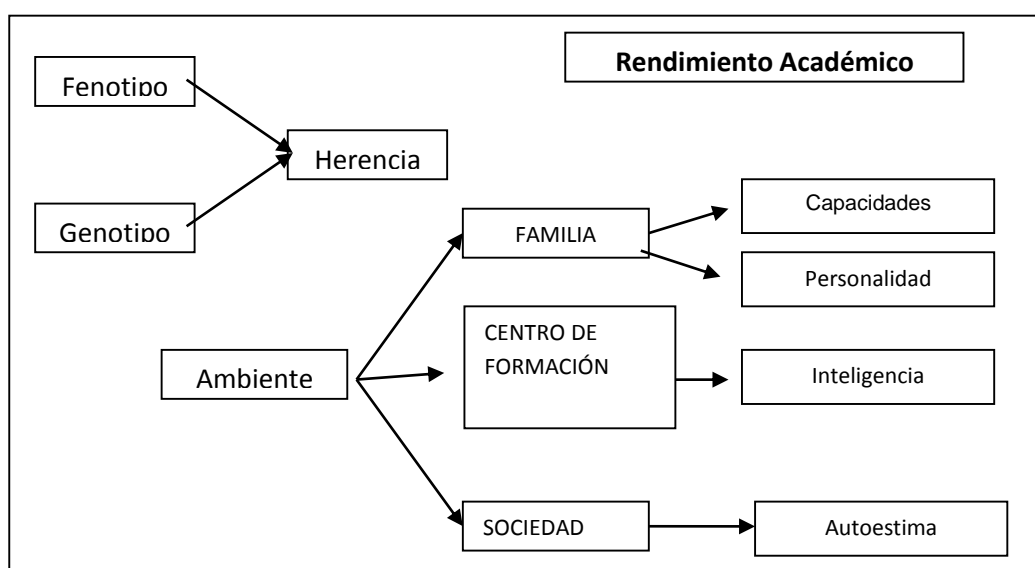 Rendimiento Académico
Fenotipo
Herencia
Genotipo
FAMILIA
Capacidades
Personalidad
CENTRO DE
FORMACIÓN
Ambiente
Inteligencia
SOCIEDAD
Autoestima